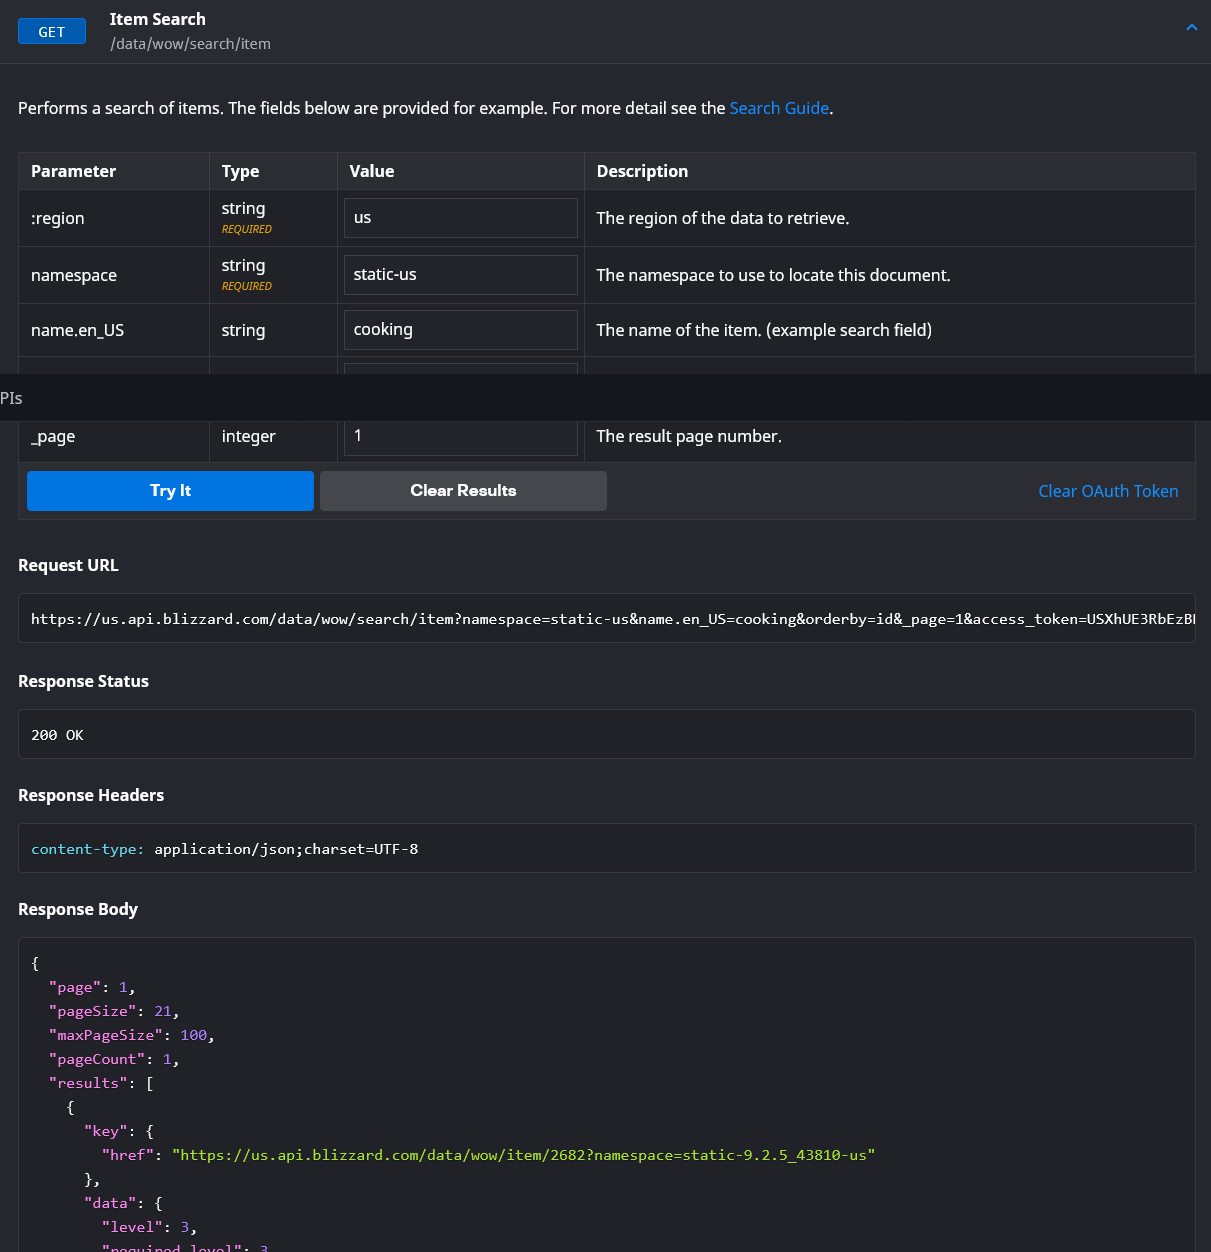 GET
Item Search
/data/wow/search/item
Performs a search of items. The fields below are provided for example. For more detail see the Search Guide.
Parameter Type Value Description
:region string REQUIRED us The region of the data to retrieve.
namespace string REQUIRED static-us The namespace to use to locate this document.
name.en_US string cooking The name of the item. (example search field)
PIs
_page integer 1 The result page number.
Try It Clear Results Clear OAuth Token
Request URL
https://us.api.blizzard.com/data/wow/search/item?namespace=static-us&name.en_US=cooking&orderby=id&_page=1&access_token=USXhUE3RbEzB
Response Status
200 OK
Response Headers
content-type: application/json;charset=UTF-8
Response Body
{
"page": 1,
"pageSize": 21,
"maxPageSize": 100,
"pageCount": 1,
"results": [
{
"key": {
"href": "https://us.api.blizzard.com/data/wow/item/2682?namespace=static-9.2.5_43810-us"
},
"data": {
"level": 3,
"required_level": 3